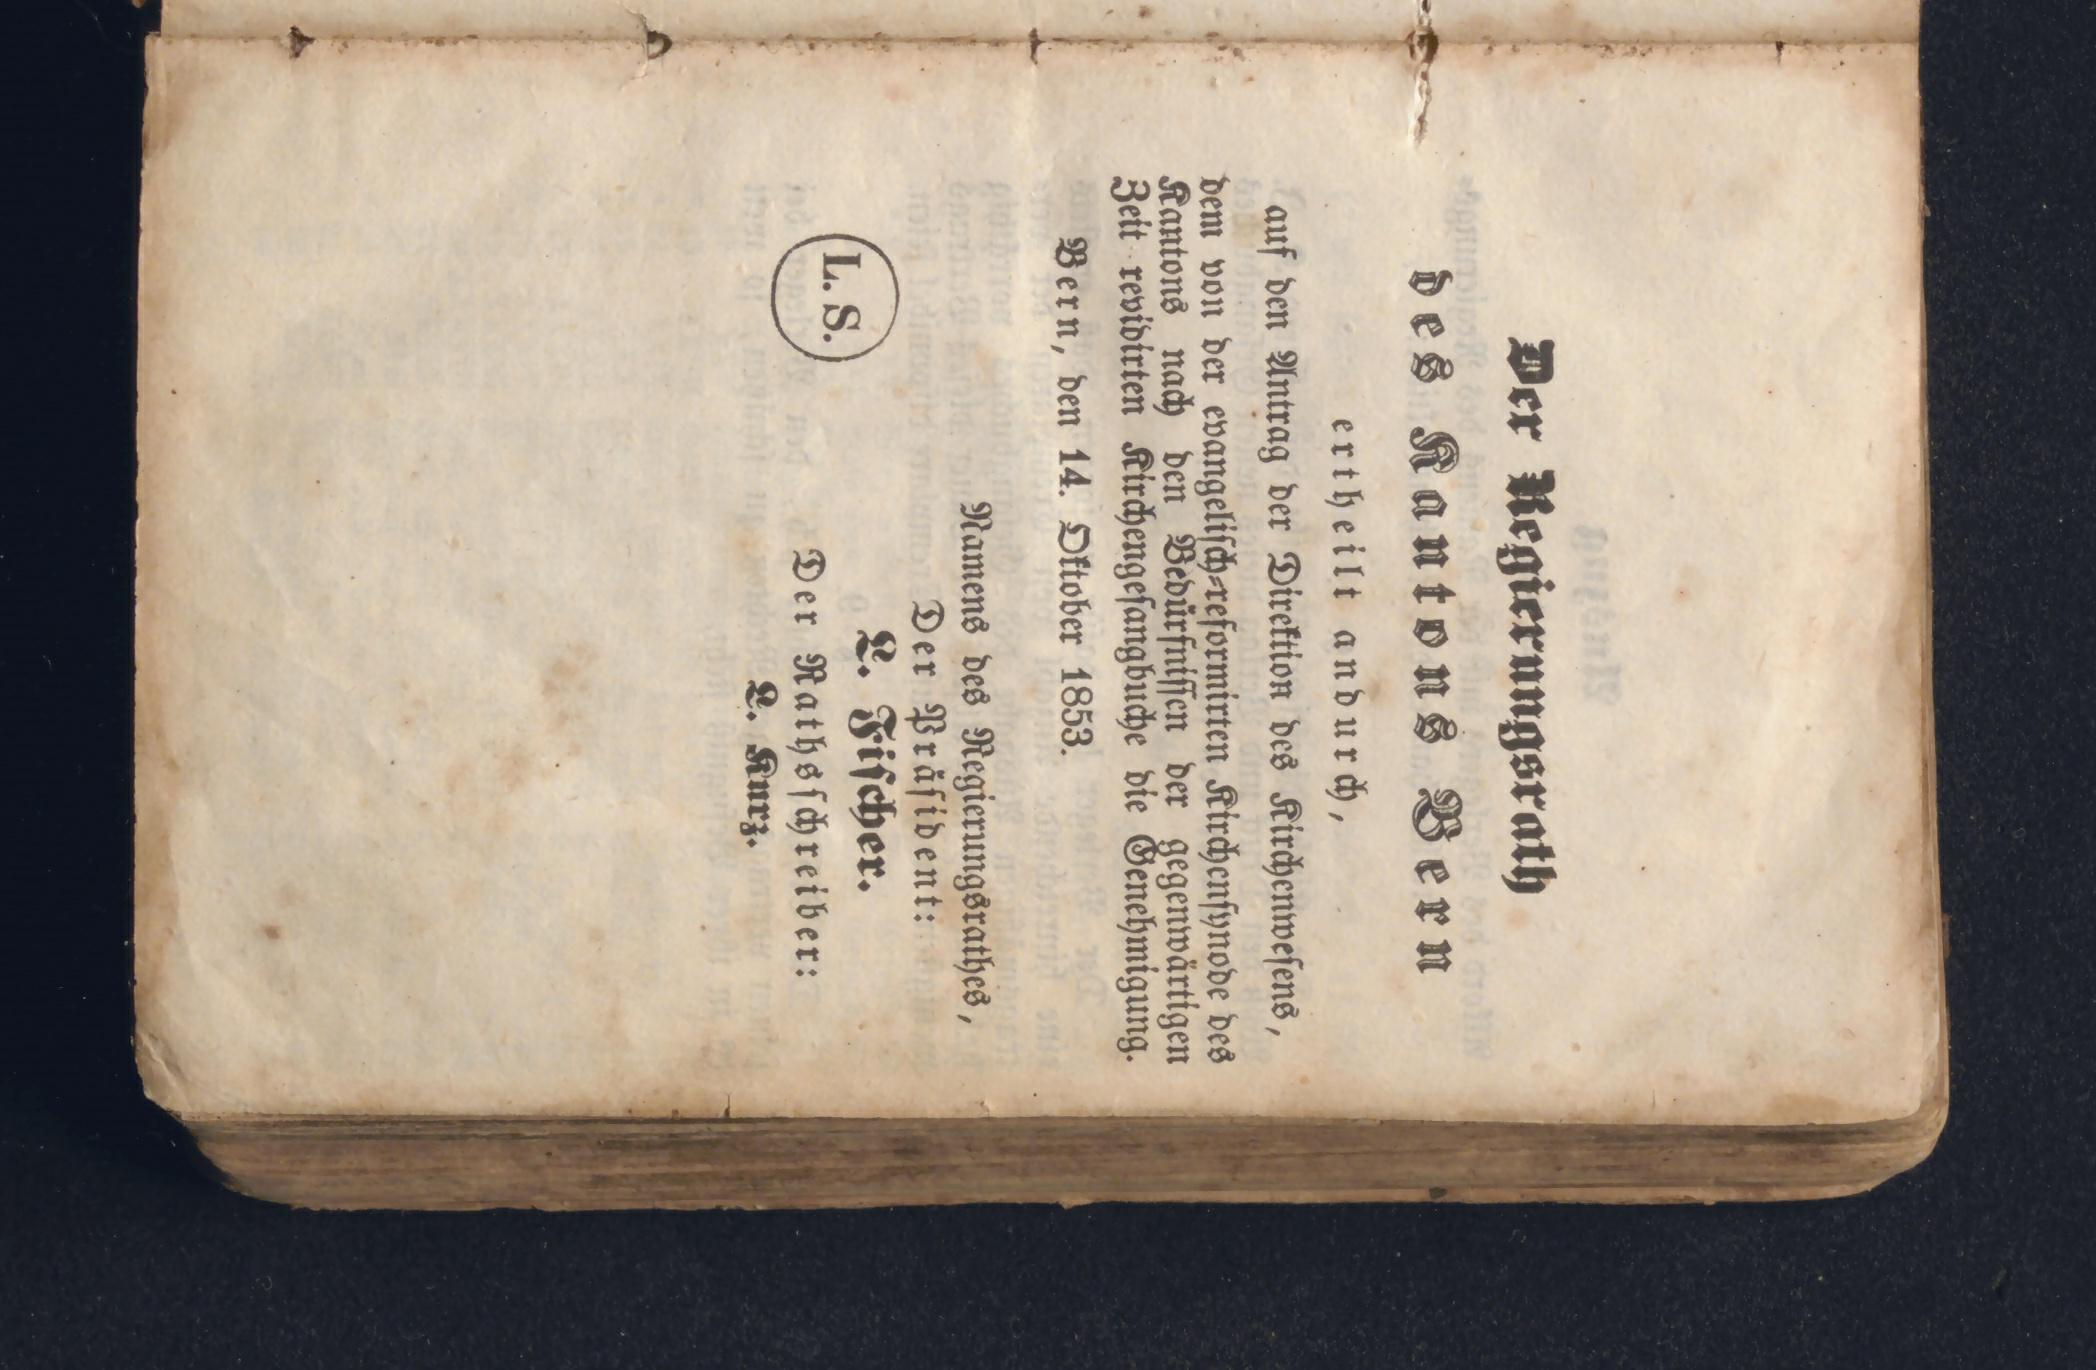 Der Regierungsrath
des Kantons Bern
ertheilt andurch,
auf den Antrag der Direktion des Kirchenwesens,
dem von der evangelisch-reformirten Kirchensynode des
Kantons nach den Bedürfnissen der gegenwärtigen
Zeit revidirten Kirchengesangbuche die Genehmigung.
Bern, den 14. Oktober 1853.
Namens des Regierungsrathes,
Der Präsident:
L. Fischer.
L. S.
Der Rathsschreiber:
L. Kurz.